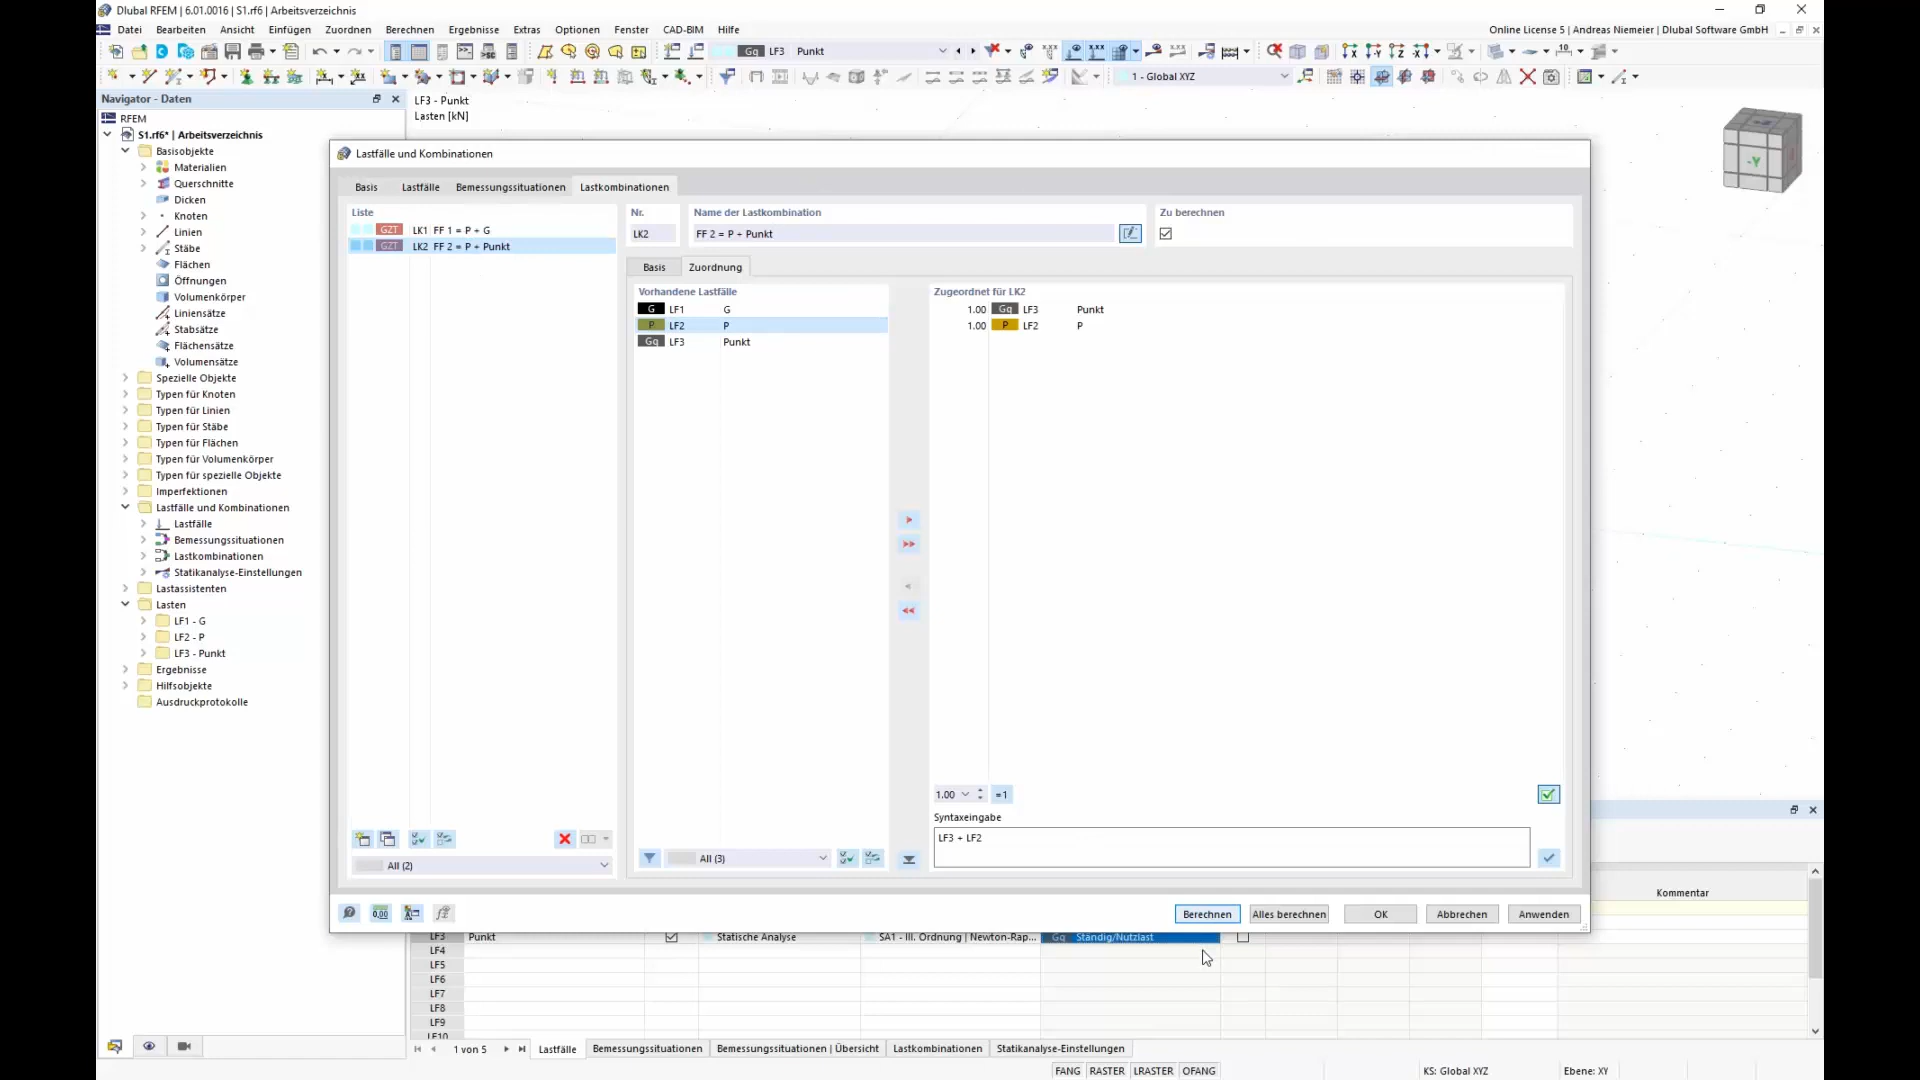 Dlubal RFEM | 6.01.0016 | S1.rf6 | Arbeitsverzeichnis
Datei Bearbeiten Ansicht Einfügen Zuordnen Berechnen Ergebnisse Extras Optionen Fenster CAD-BIM Hilfe
Online License 5 | Andreas Niemeier | Dlubal Software GmbH
Gq LF3 Punkt
1 - Global XYZ
Navigator - Daten
RFEM
S1.rf6* | Arbeitsverzeichnis
Basisobjekte
Materialien
Querschnitte
Dicken
Knoten
Linien
Stäbe
Flächen
Öffnungen
Volumenkörper
Liniensätze
Stabsätze
Flächensätze
Volumensätze
Spezielle Objekte
Typen für Knoten
Typen für Linien
Typen für Stäbe
Typen für Flächen
Typen für Volumenkörper
Typen für spezielle Objekte
Imperfektionen
Lastfälle und Kombinationen
Lastfälle
Bemessungssituationen
Lastkombinationen
Statikanalyse-Einstellungen
Lastassistenten
Lasten
LF1 - G
LF2 - P
LF3 - Punkt
Ergebnisse
Hilfsobjekte
Ausdruckprotokolle
LF3 - Punkt
Lasten [kN]
-Y
Lastfälle und Kombinationen
Basis Lastfälle Bemessungssituationen Lastkombinationen
Liste
GZT LK1 FF 1 = P + G
GZT LK2 FF 2 = P + Punkt
Nr.
LK2
Name der Lastkombination
FF 2 = P + Punkt
Zu berechnen
Basis Zuordnung
Vorhandene Lastfälle
G LF1 G
P LF2 P
Gq LF3 Punkt
Zugeordnet für LK2
1.00 Gq LF3 Punkt
1.00 P LF2 P
1.00 =1
Syntaxeingabe
LF3 + LF2
All (2)
All (3)
0,00
Berechnen Alles berechnen OK Abbrechen Anwenden
Kommentar
LF3 Punkt Statische Analyse SA1 - III. Ordnung | Newton-Rap... Gq Ständig/Nutzlast
LF4
LF5
LF6
LF7
LF8
LF9
LF10
1 von 5 Lastfälle Bemessungssituationen Bemessungssituationen | Übersicht Lastkombinationen Statikanalyse-Einstellungen
FANG RASTER LRASTER OFANG KS: Global XYZ Ebene: XY